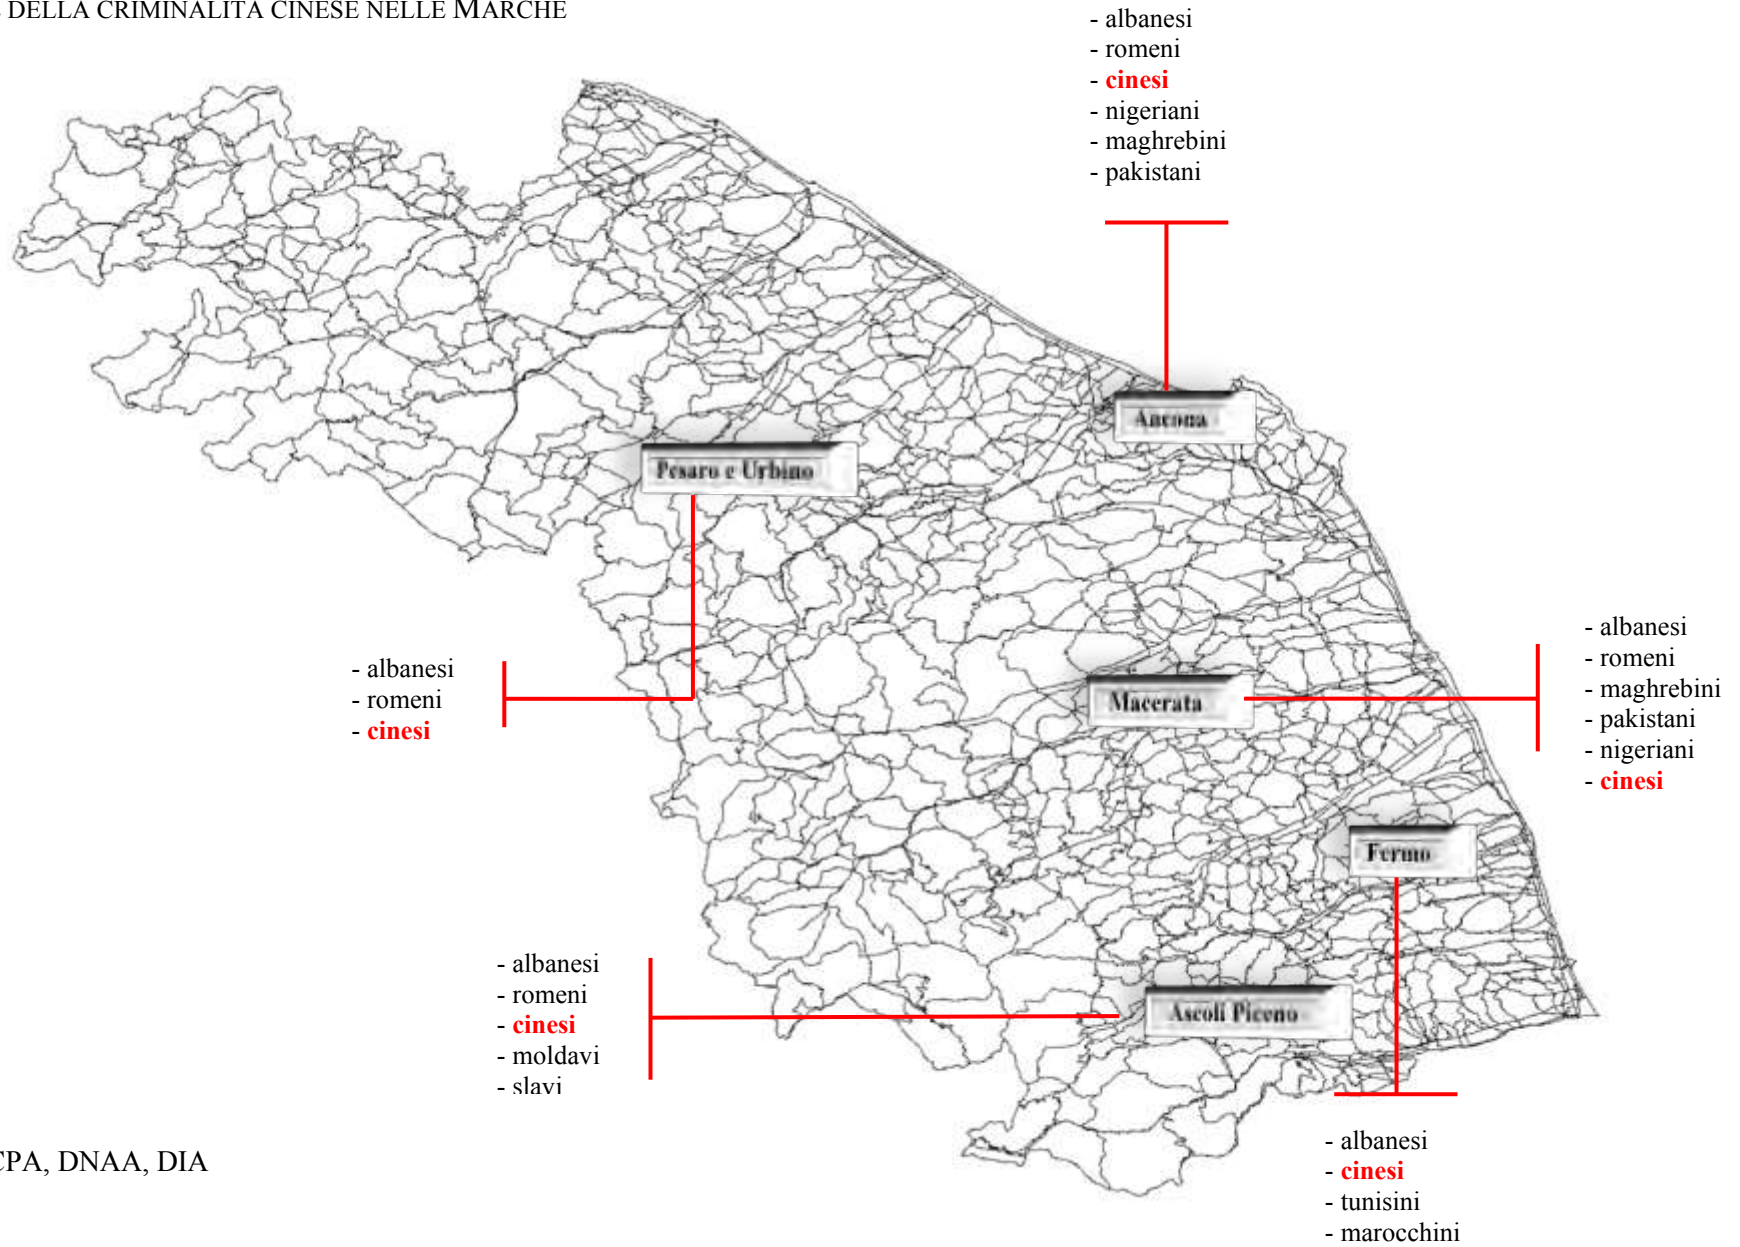 DELLA CRIMINALITÀ CINESE NELLE MARCHE
- albanesi
- romeni
- cinesi
- nigeriani
- maghrebini
- pakistani
Ancona
Pesaro e Urbino
- albanesi
- romeni
- cinesi
Macerata
- albanesi
- romeni
- maghrebini
- pakistani
- nigeriani
- cinesi
Fermo
- albanesi
- romeni
- cinesi
- moldavi
- slavi
Ascoli Piceno
CPA, DNAA, DIA
- albanesi
- cinesi
- tunisini
- marocchini